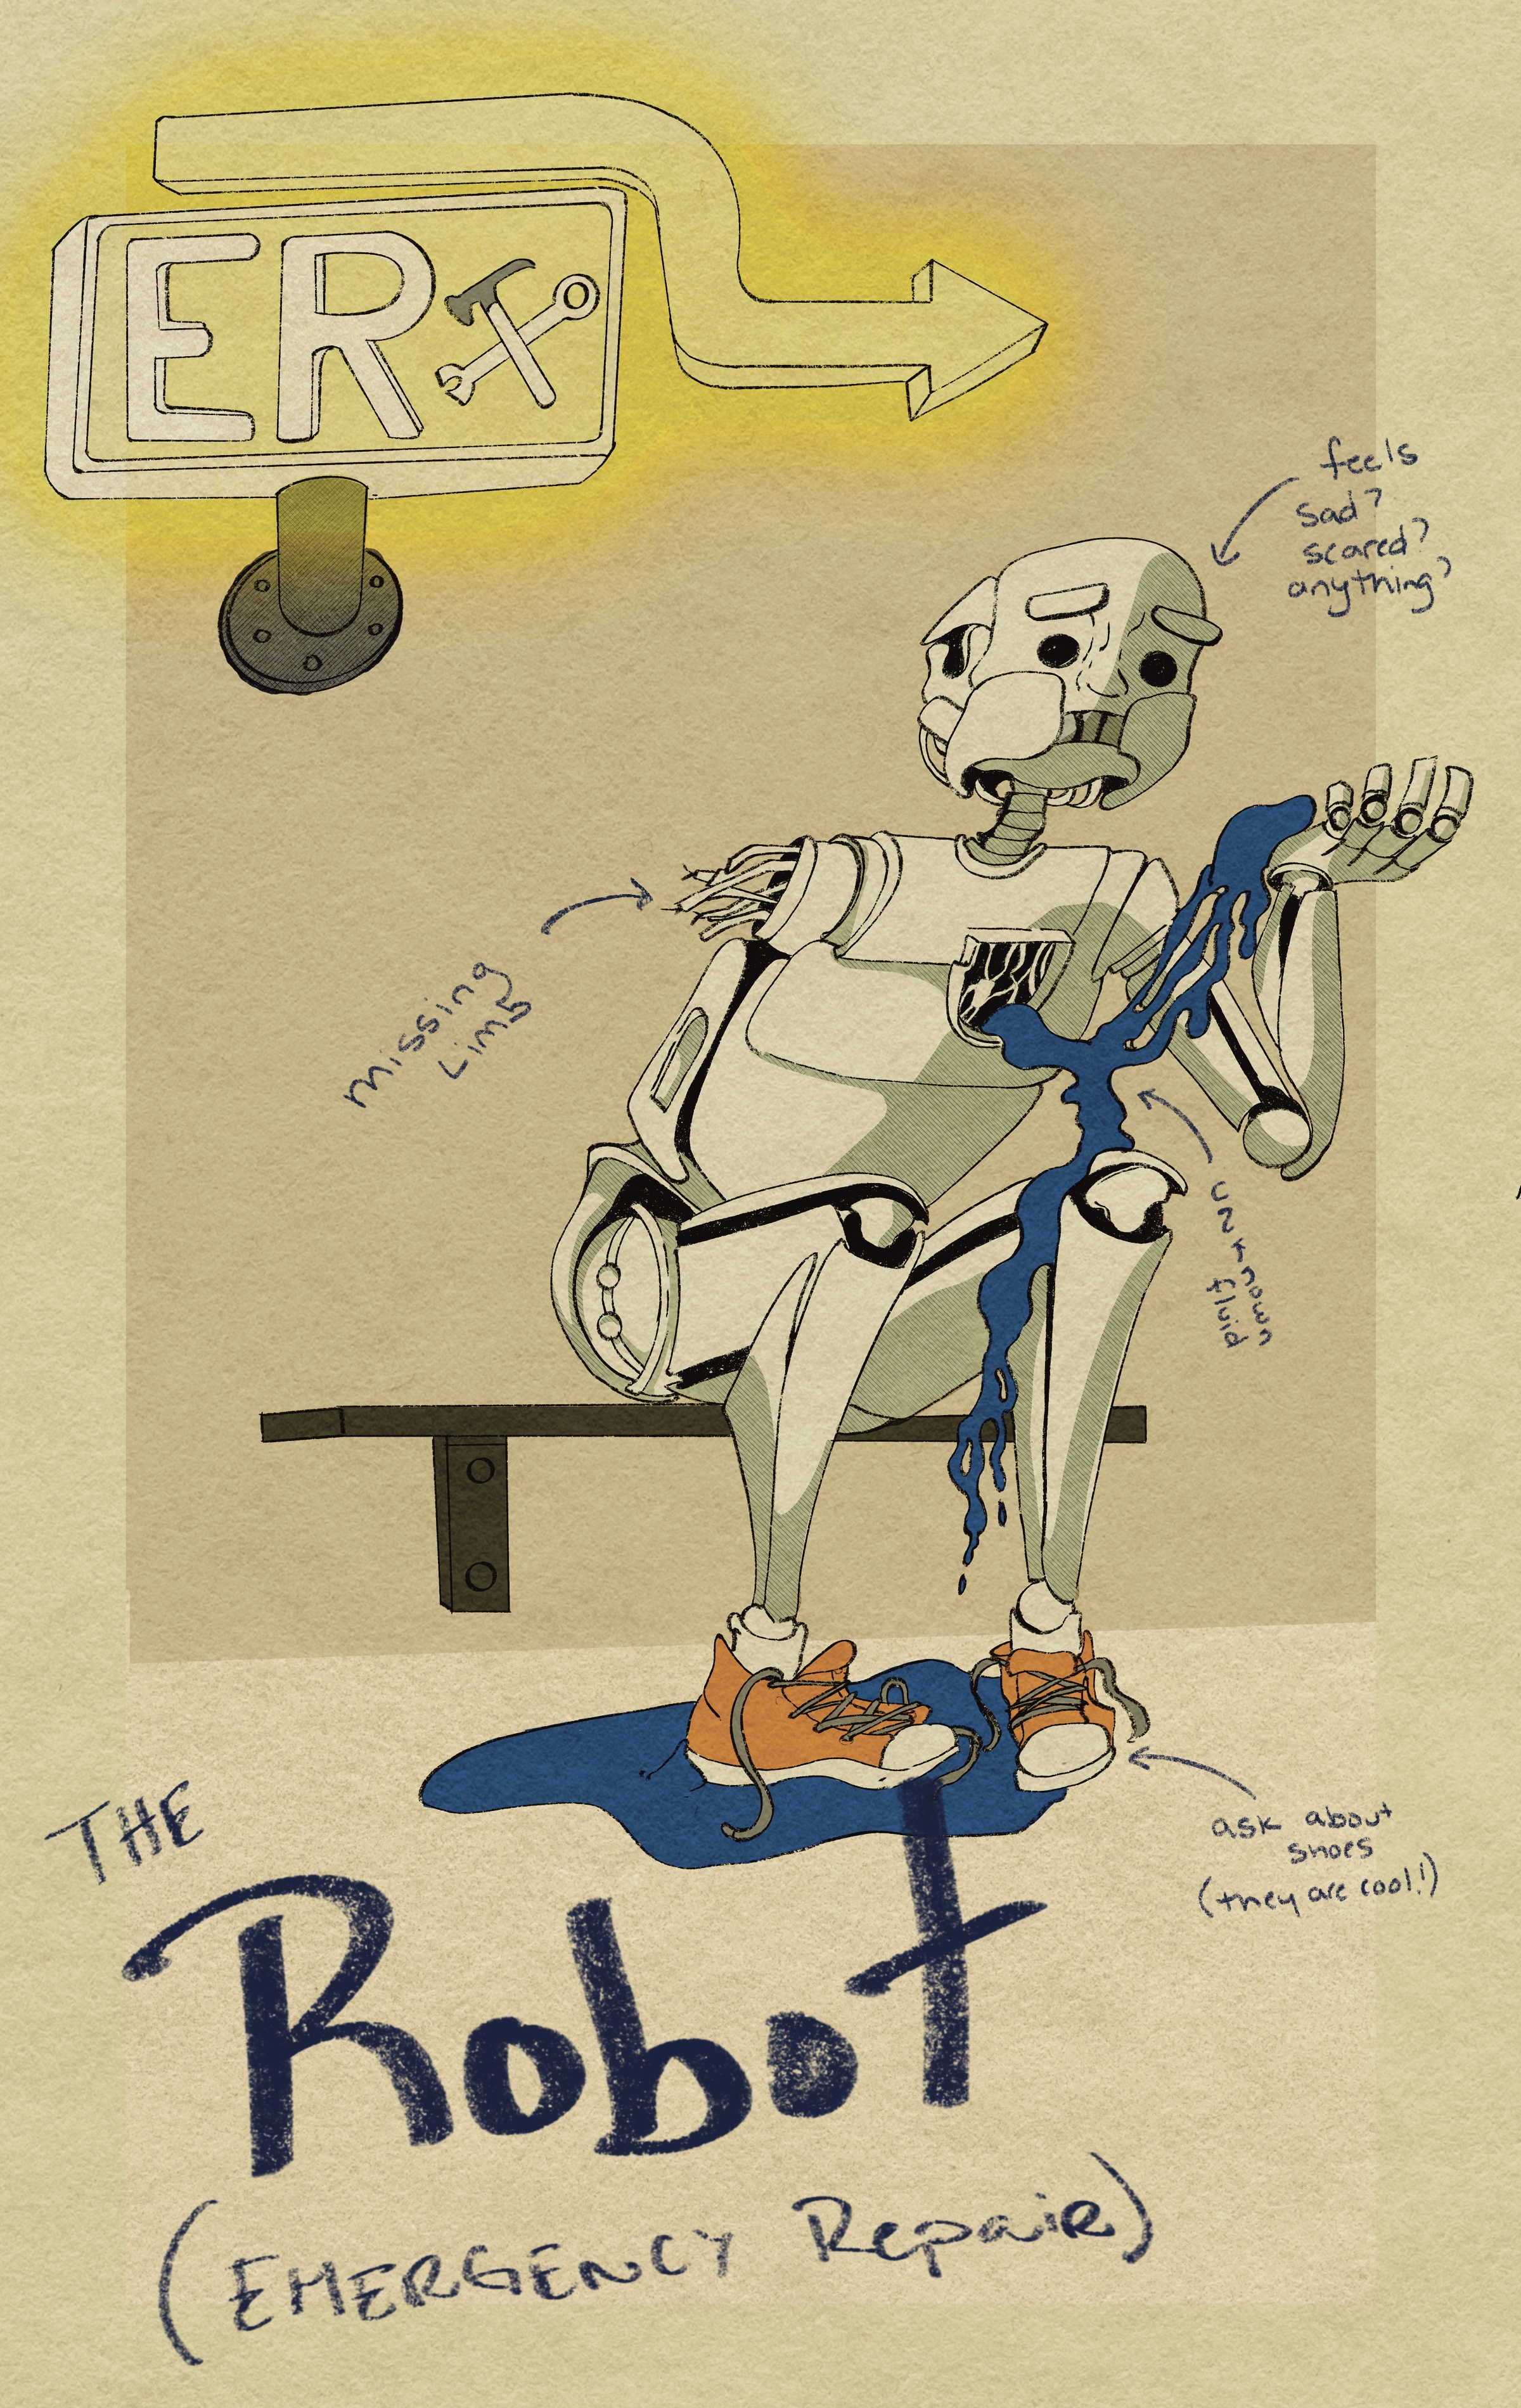 ER
feels
sad?
scared?
anything?
missing
Limb
unknown
fluid
ask about
shoes
(they are cool!)
THE
Robot
(EMERGENCY Repair)